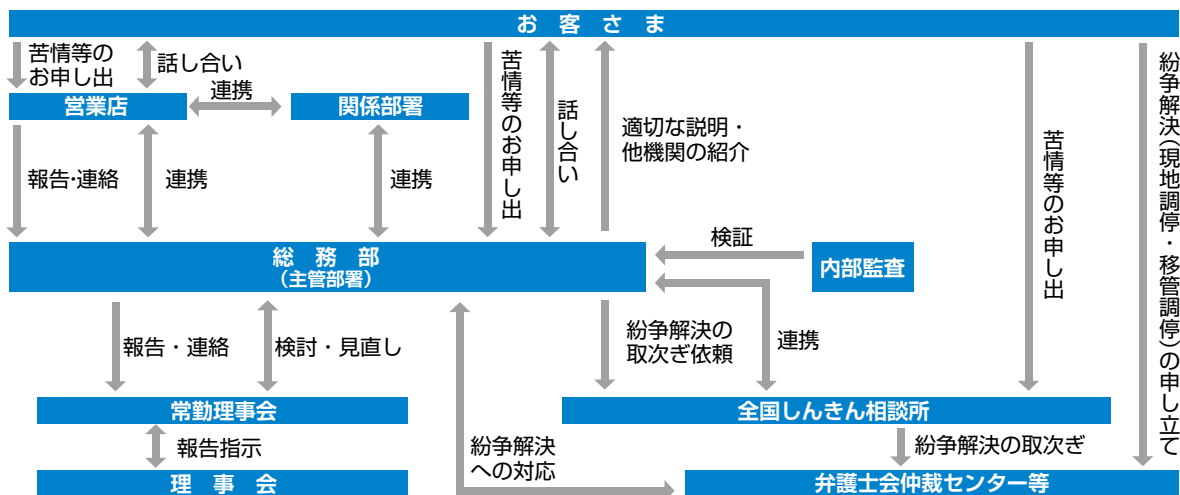 お客さま
苦情等の
お申し出
話し合い
営業店
連携
関係部署
報告・連絡
連携
連携
苦情等のお申し出
話し合い
適切な説明・
他機関の紹介
苦情等のお申し出
紛争解決（現地調停・移管調停）の申し立て
総務部
（主管部署）
検証
内部監査
報告・連絡
検討・見直し
紛争解決の
取次ぎ依頼
連携
常勤理事会
全国しんきん相談所
報告指示
紛争解決
への対応
紛争解決の取次ぎ
理事会
弁護士会仲裁センター等